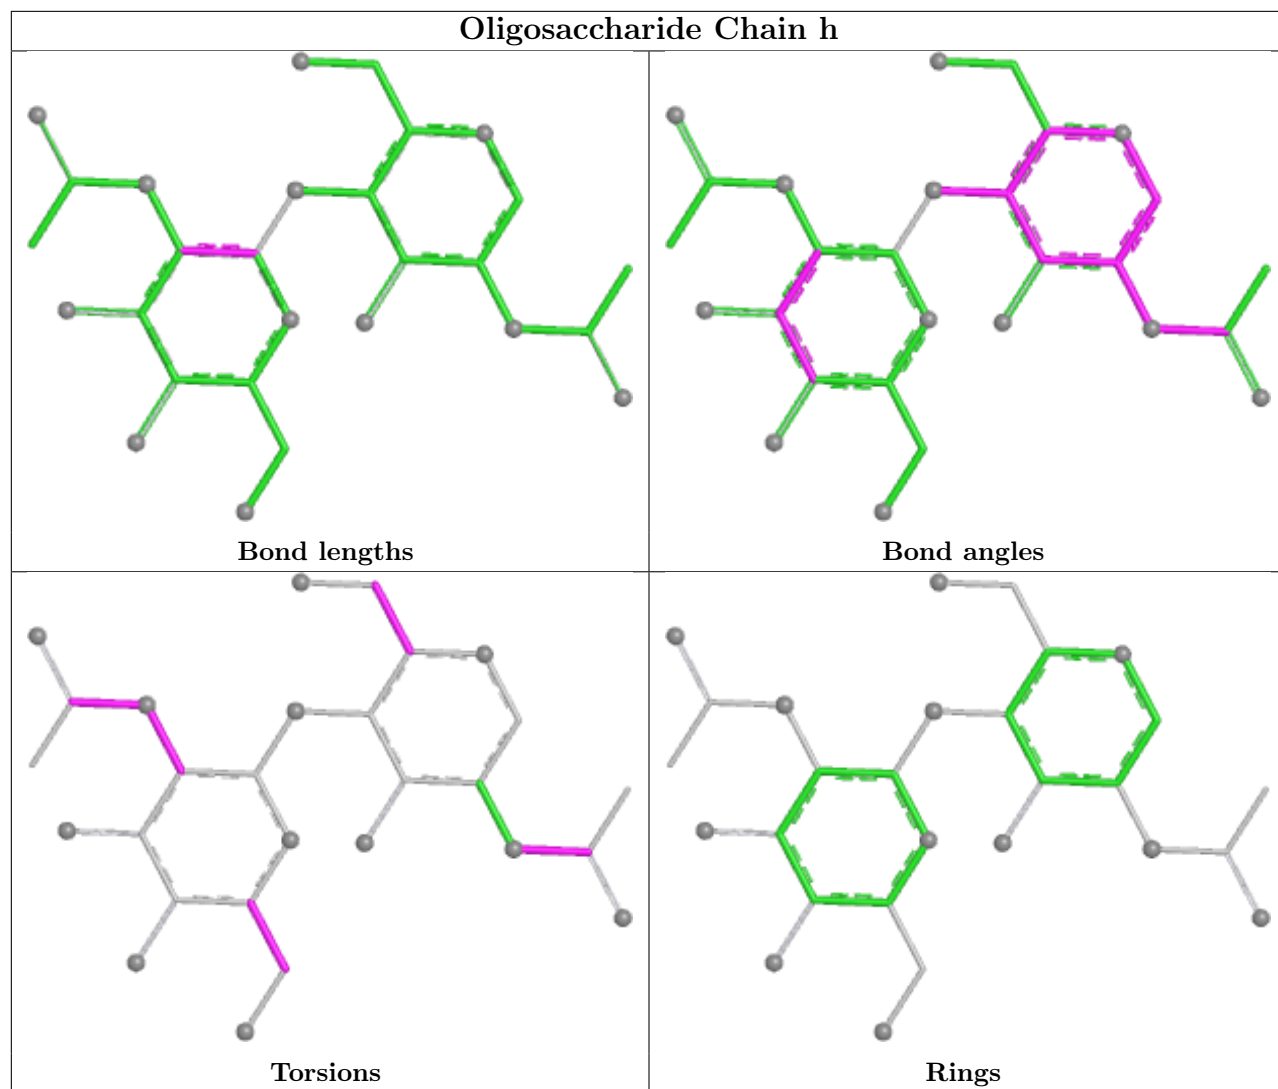 Oligosaccharide Chain h
Bond lengths
Bond angles
Torsions
Rings